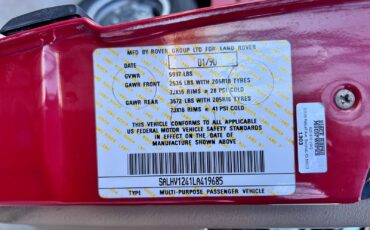 MFD BY ROVER GROUP LTD FOR LAND ROVER
DATE 01/90
GVWR 5997 LBS
GAWR FRONT 2535 LBS WITH 205R16 TYRES
7JX16 RIMS @ 28 PSI COLD
GAWR REAR 3672 LBS WITH 205R16 TYRES
7JX16 RIMS @ 41 PSI COLD
THIS VEHICLE CONFORMS TO ALL APPLICABLE
US FEDERAL MOTOR VEHICLE SAFETY STANDARDS
IN EFFECT ON THE DATE OF
MANUFACTURE SHOWN ABOVE
SALHV1241LA419685
TYPE MULTI-PURPOSE PASSENGER VEHICLE
1303